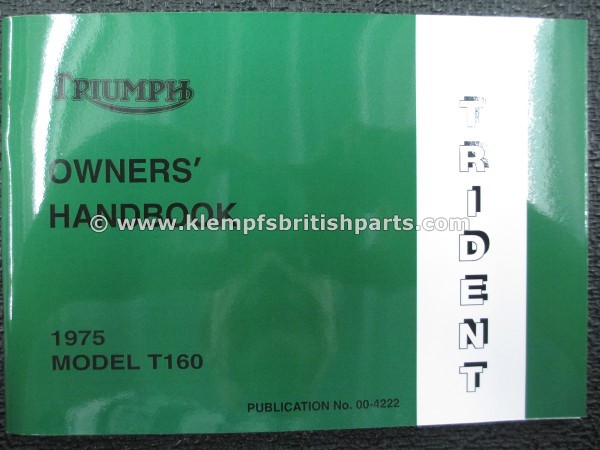 TRIUMPH
OWNERS'
HANDBOOK
© www.klempfsbritishparts.com
1975
MODEL T160
PUBLICATION No. 00-4222
TRIDENT